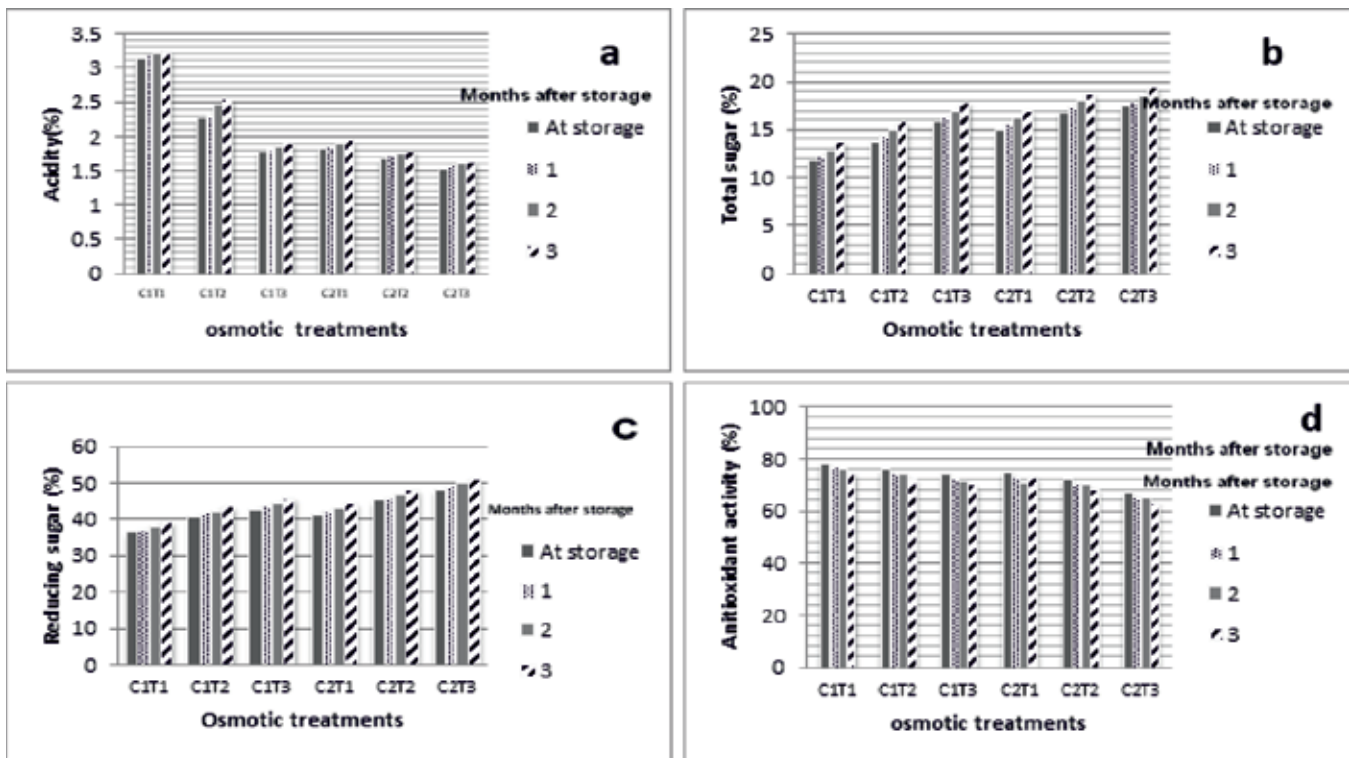 a
3.5
3
2.5
2
1.5
1
0.5
0
Acidity(%)
C1T1 C1T2 C1T3 C2T1 C2T2 C2T3
osmotic treatments
Months after storage
At storage
1
2
3
b
25
20
15
10
5
0
Total sugar (%)
C1T1 C1T2 C1T3 C2T1 C2T2 C2T3
Osmotic treatments
Months after storage
At storage
1
2
3
c
60
50
40
30
20
10
0
Reducing sugar (%)
C1T1 C1T2 C1T3 C2T1 C2T2 C2T3
Osmotic treatments
Months after storage
At storage
1
2
3
d
100
80
60
40
20
0
Anitioxidant activity (%)
C1T1 C1T2 C1T3 C2T1 C2T2 C2T3
osmotic treatments
Months after storage
Months after storage
At storage
1
2
3